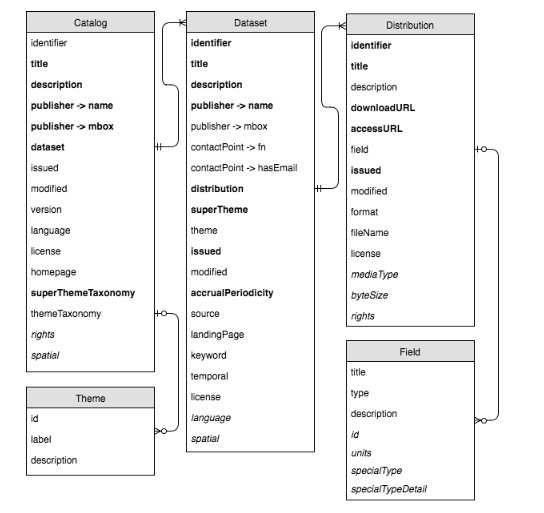 Catalog
identifier
title
description
publisher -> name
publisher -> mbox
dataset
issued
modified
version
language
license
homepage
superThemeTaxonomy
themeTaxonomy
rights
spatial
Theme
id
label
description
Dataset
identifier
title
description
publisher -> name
publisher -> mbox
contactPoint -> fn
contactPoint -> hasEmail
distribution
superTheme
theme
issued
modified
accrualPeriodicity
source
landingPage
keyword
temporal
license
language
spatial
Distribution
identifier
title
description
downloadURL
accessURL
field
issued
modified
format
fileName
license
mediaType
byteSize
rights
Field
title
type
description
id
units
specialType
specialTypeDetail